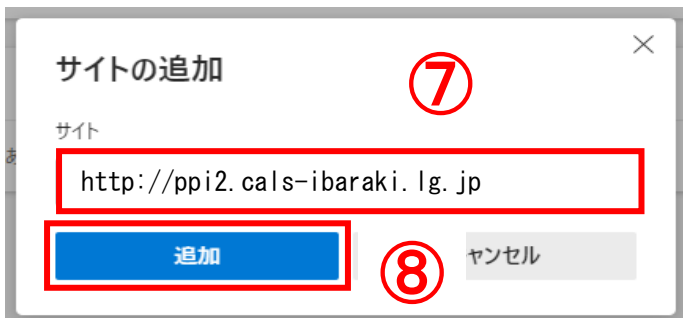 サイトの追加
⑦
サイト
あ
http://ppi2.cals-ibaraki.lg.jp
追加
⑧
ャンセル